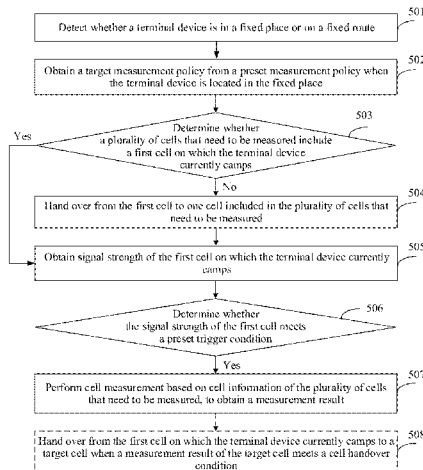 501
Detect whether a terminal device is in a fixed place or on a fixed route
502
Obtain a target measurement policy from a preset measurement policy when
the terminal device is located in the fixed place
503
Yes
Determine whether
a plurality of cells that need to be measured include
a first cell on which the terminal device
currently camps
No
504
Hand over from the first cell to one cell included in the plurality of cells that
need to be measured
505
Obtain signal strength of the first cell on which the terminal device currently
camps
506
Determine whether
the signal strength of the first cell meets
a preset trigger condition
Yes
507
Perform cell measurement based on cell information of the plurality of cells
that need to be measured, to obtain a measurement result
508
Hand over from the first cell on which the terminal device currently camps to a
target cell when a measurement result of the target cell meets a cell handover
condition